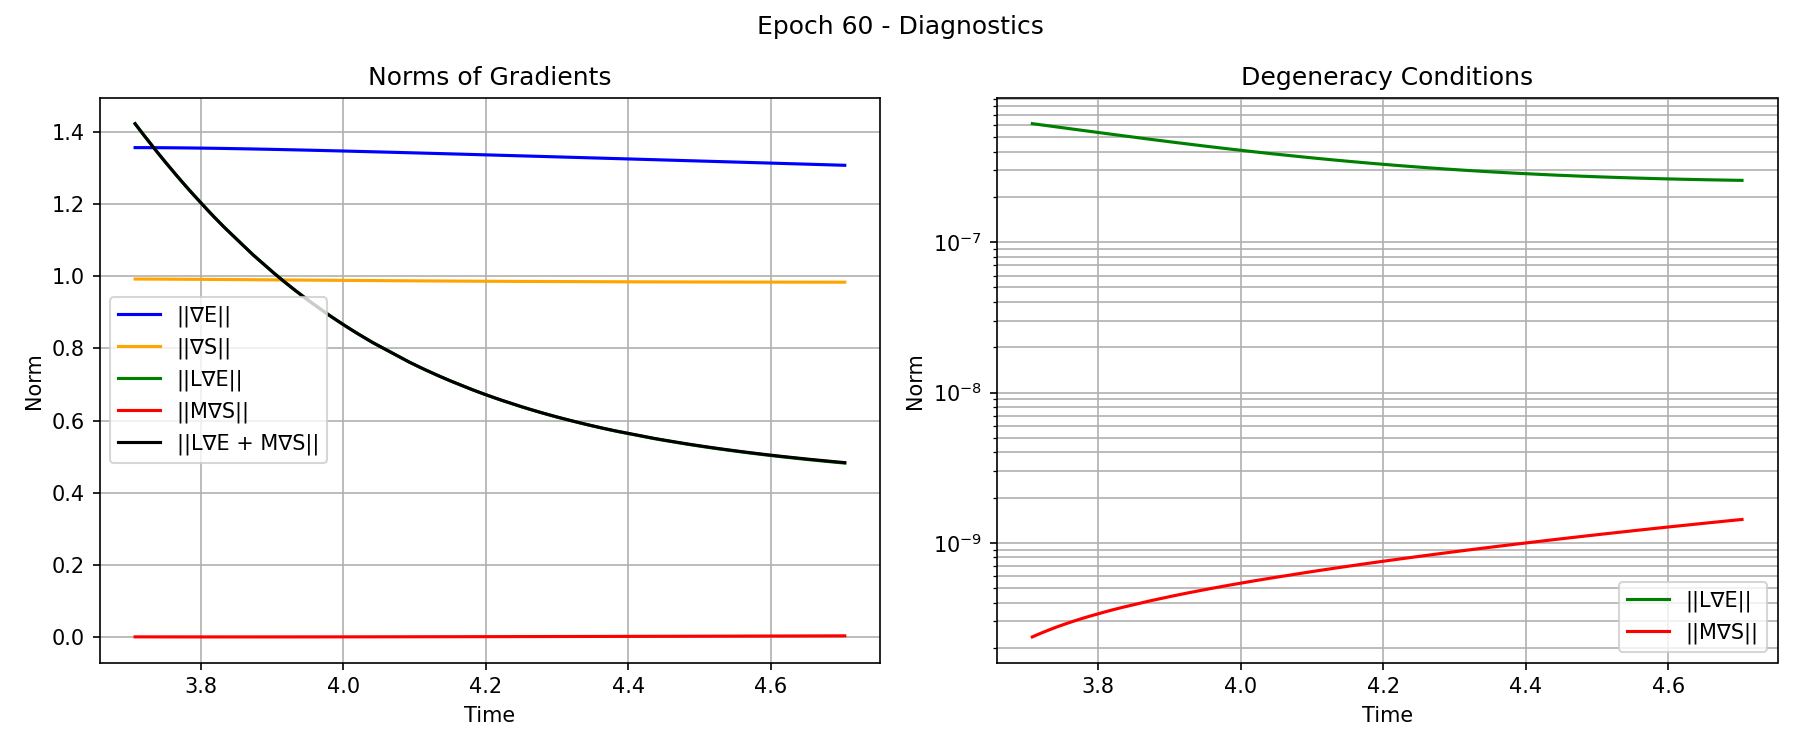 Epoch 60 - Diagnostics
Norms of Gradients
1.4
1.2
1.0
0.8
0.6
0.4
0.2
0.0
Norm
||∇E||
||∇S||
||L∇E||
||M∇S||
||L∇E + M∇S||
3.8
4.0
4.2
4.4
4.6
Time
Degeneracy Conditions
10⁻⁷
10⁻⁸
10⁻⁹
Norm
||L∇E||
||M∇S||
3.8
4.0
4.2
4.4
4.6
Time